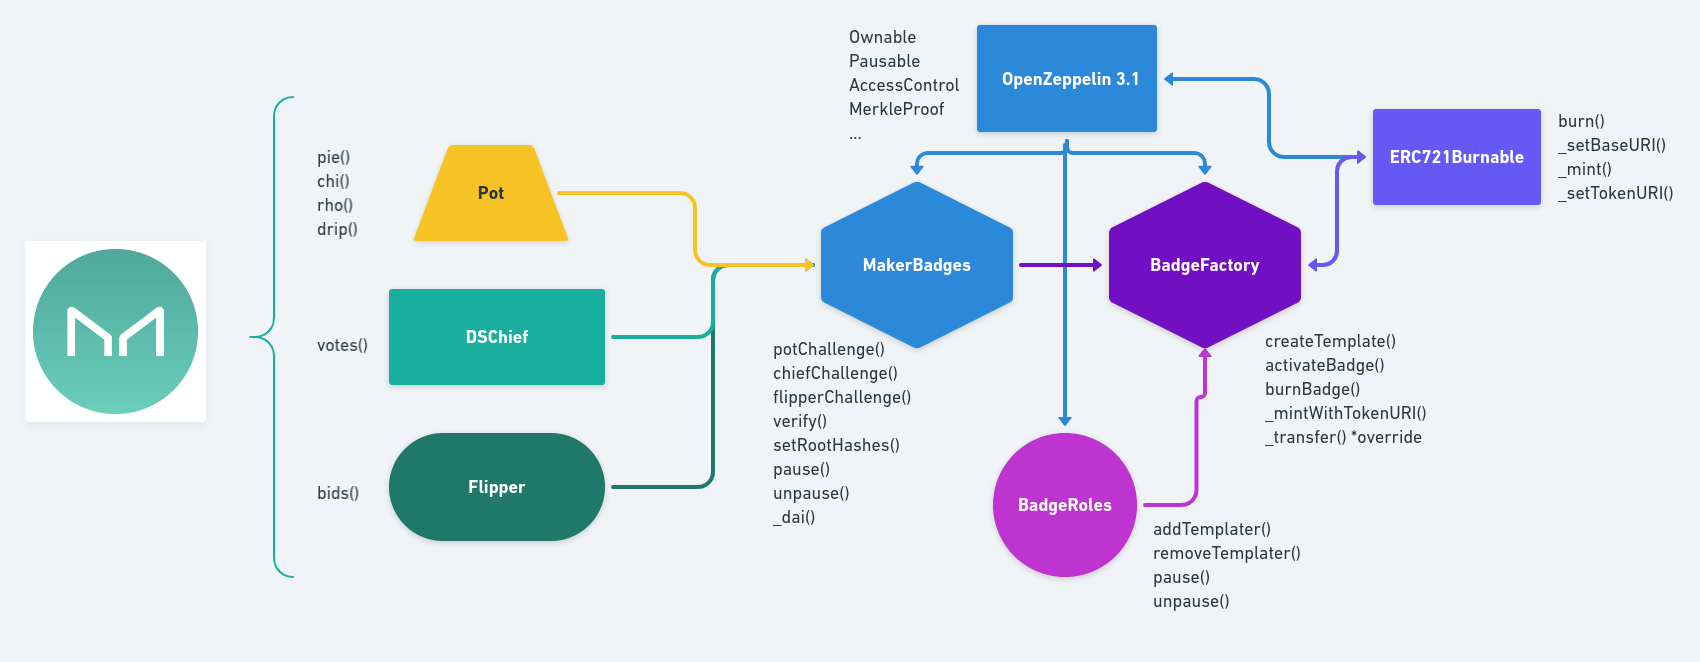 pie()
chi()
rho()
drip()
Pot
votes()
DSChief
bids()
Flipper
Ownable
Pausable
AccessControl
MerkleProof
...
OpenZeppelin 3.1
MakerBadges
potChallenge()
chiefChallenge()
flipperChallenge()
verify()
setRootHashes()
pause()
unpause()
_dai()
BadgeFactory
createTemplate()
activateBadge()
burnBadge()
_mintWithTokenURI()
_transfer() *override
BadgeRoles
addTemplater()
removeTemplater()
pause()
unpause()
ERC721Burnable
burn()
_setBaseURI()
_mint()
_setTokenURI()